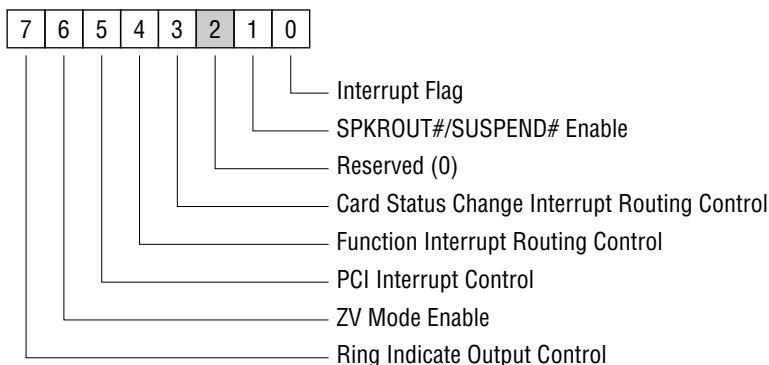 7 6 5 4 3 2 1 0
Interrupt Flag
SPKROUT#/SUSPEND# Enable
Reserved (0)
Card Status Change Interrupt Routing Control
Function Interrupt Routing Control
PCI Interrupt Control
ZV Mode Enable
Ring Indicate Output Control